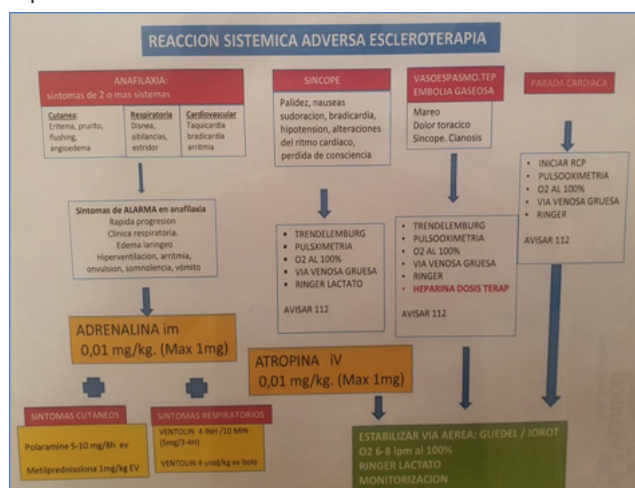 REACCION SISTEMICA ADVERSA ESCLEROTERAPIA
ANAFILAXIA:
sintomas de 2 o mas sistemas
Cutanea:
Eritema, prurito,
flushing,
angioedema
Respiratoria
Disnea,
sibilancias,
estridor
Cardiovascular
Taquicardia
bradicardia
arritmia
Sintomas de ALARMA en anafilaxia
Rapida progresion
Clinica respiratoria.
Edema laringeo
Hiperventilacion, arritmia,
onvulsion, somnolencia, vómito
ADRENALINA im
0,01 mg/kg. (Max 1mg)
SINTOMAS CUTANEOS
Polaramine 5-10 mg/8h ev
Metilprednisolona 1mg/kg EV
SINTOMAS RESPIRATORIOS
VENTOLIN 4 INH /10 MIN
(5mg/3-4H)
VENTOLIN 4 unid/kg ev bolo
SINCOPE
Palidez, nauseas
sudoracion, bradicardia,
hipotension, alteraciones
del ritmo cardiaco,
perdida de consciencia
▪ TRENDELEMBURG
▪ PULSXIMETRIA
▪ O2 AL 100%
▪ VIA VENOSA GRUESA
▪ RINGER LACTATO
AVISAR 112
ATROPINA iV
0,01 mg/kg. (Max 1mg)
VASOESPASMO.TEP
EMBOLIA GASEOSA
Mareo
Dolor toracico
Sincope. Cianosis
• TRENDELEMBURG
• PULSOOXIMETRIA
• O2 AL 100%
• VIA VENOSA GRUESA
• RINGER
• HEPARINA DOSIS TERAP
AVISAR 112
PARADA CARDIACA
• INICIAR RCP
• PULSOOXIMETRIA
• O2 AL 100%
• VIA VENOSA GRUESA
• RINGER
AVISAR 112
ESTABILIZAR VIA AEREA: GUEDEL / IOROT
O2 6-8 lpm al 100%
RINGER LACTATO
MONITORIZACION